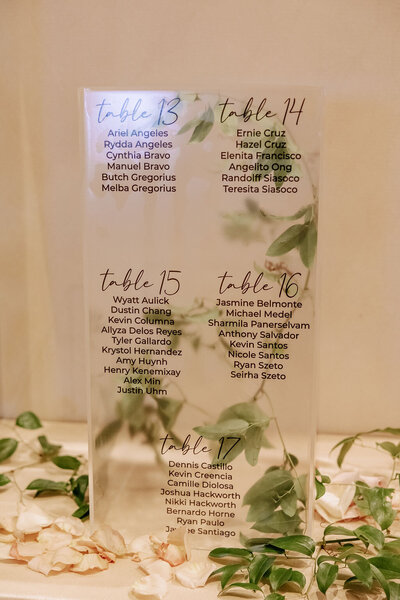 table 13
Ariel Angeles
Rydda Angeles
Cynthia Bravo
Manuel Bravo
Butch Gregorius
Melba Gregorius
table 14
Ernie Cruz
Hazel Cruz
Elenita Francisco
Angelito Ong
Randolff Siasoco
Teresita Siasoco
table 15
Wyatt Aulick
Dustin Chang
Kevin Columna
Allyza Delos Reyes
Tyler Gallardo
Krystol Hernandez
Amy Huynh
Henry Kenemixay
Alex Min
Justin Uhm
table 16
Jasmine Belmonte
Michael Medel
Sharmila Panerselvam
Anthony Salvador
Kevin Santos
Nicole Santos
Ryan Szeto
Seirha Szeto
table 17
Dennis Castillo
Kevin Creencia
Camille Diolosa
Joshua Hackworth
Nikki Hackworth
Bernardo Horne
Ryan Paulo
Santiago